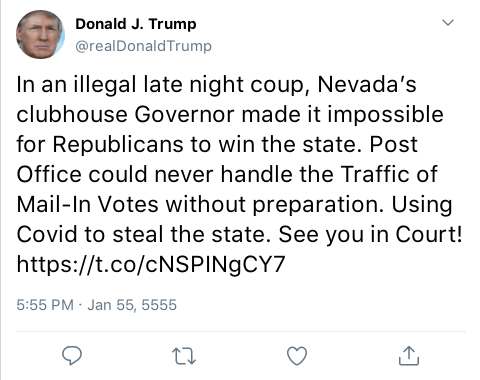 Donald J. Trump
@realDonaldTrump
In an illegal late night coup, Nevada’s
clubhouse Governor made it impossible
for Republicans to win the state. Post
Office could never handle the Traffic of
Mail-In Votes without preparation. Using
Covid to steal the state. See you in Court!
https://t.co/cNSPINgCY7
5:55 PM · Jan 55, 5555